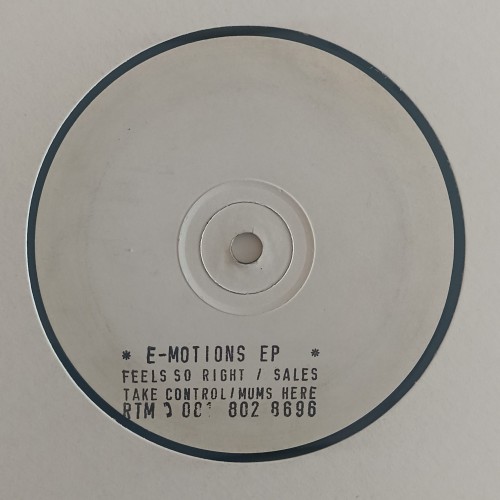 * E-MOTIONS EP *
FEELS SO RIGHT / SALES
TAKE CONTROL/MUMS HERE
RTM 802 8696